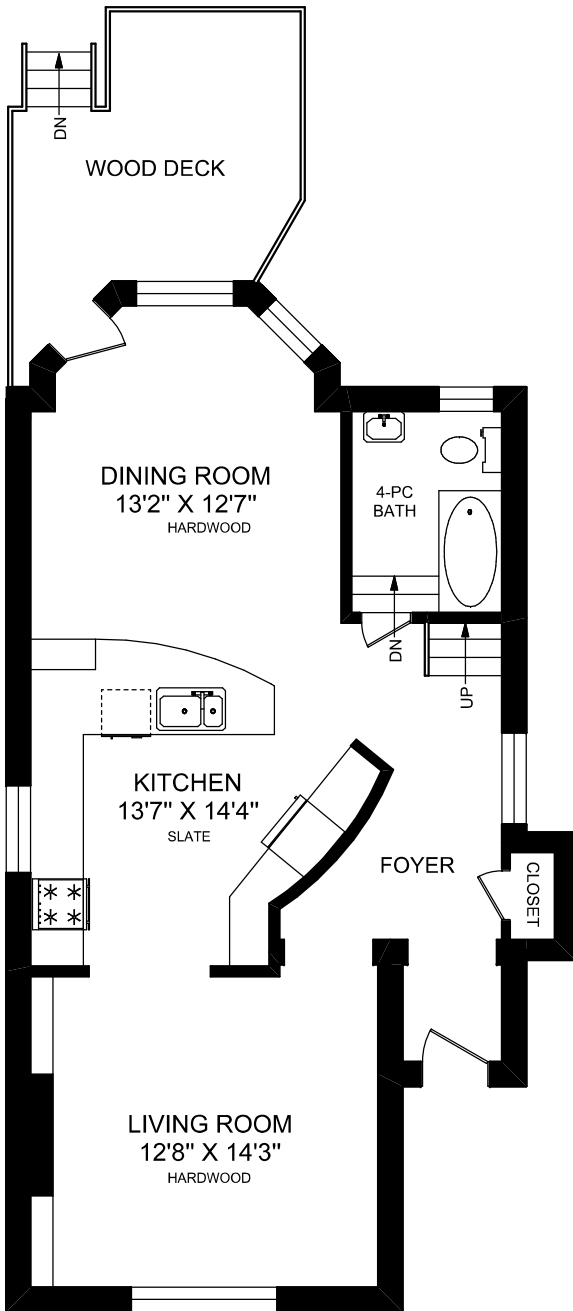 DN
WOOD DECK
DINING ROOM
13'2" X 12'7"
HARDWOOD
4-PC
BATH
DN
UP
KITCHEN
13'7" X 14'4"
SLATE
FOYER
CLOSET
LIVING ROOM
12'8" X 14'3"
HARDWOOD